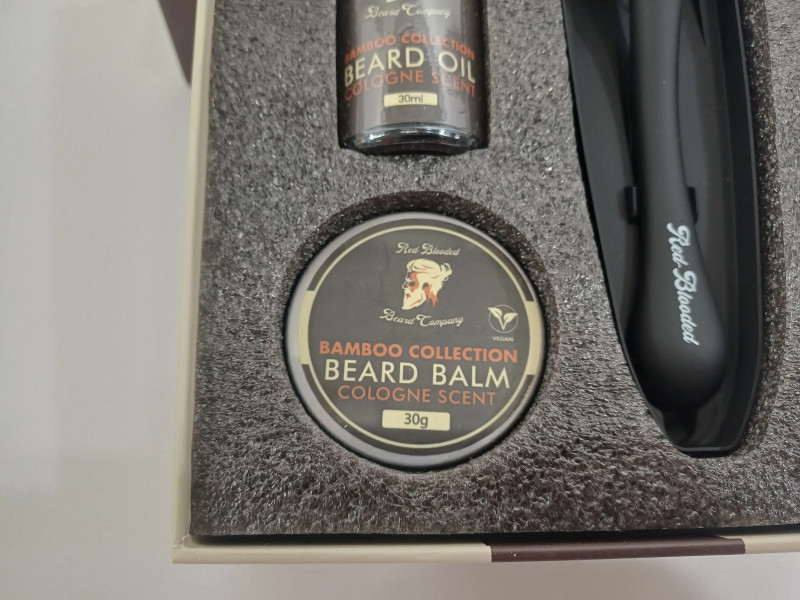 Beard Company
BAMBOO COLLECTION
BEARD OIL
COLOGNE SCENT
30ml
Red Blooded
Beard Company
VEGAN
BAMBOO COLLECTION
BEARD BALM
COLOGNE SCENT
30g
Red Blooded